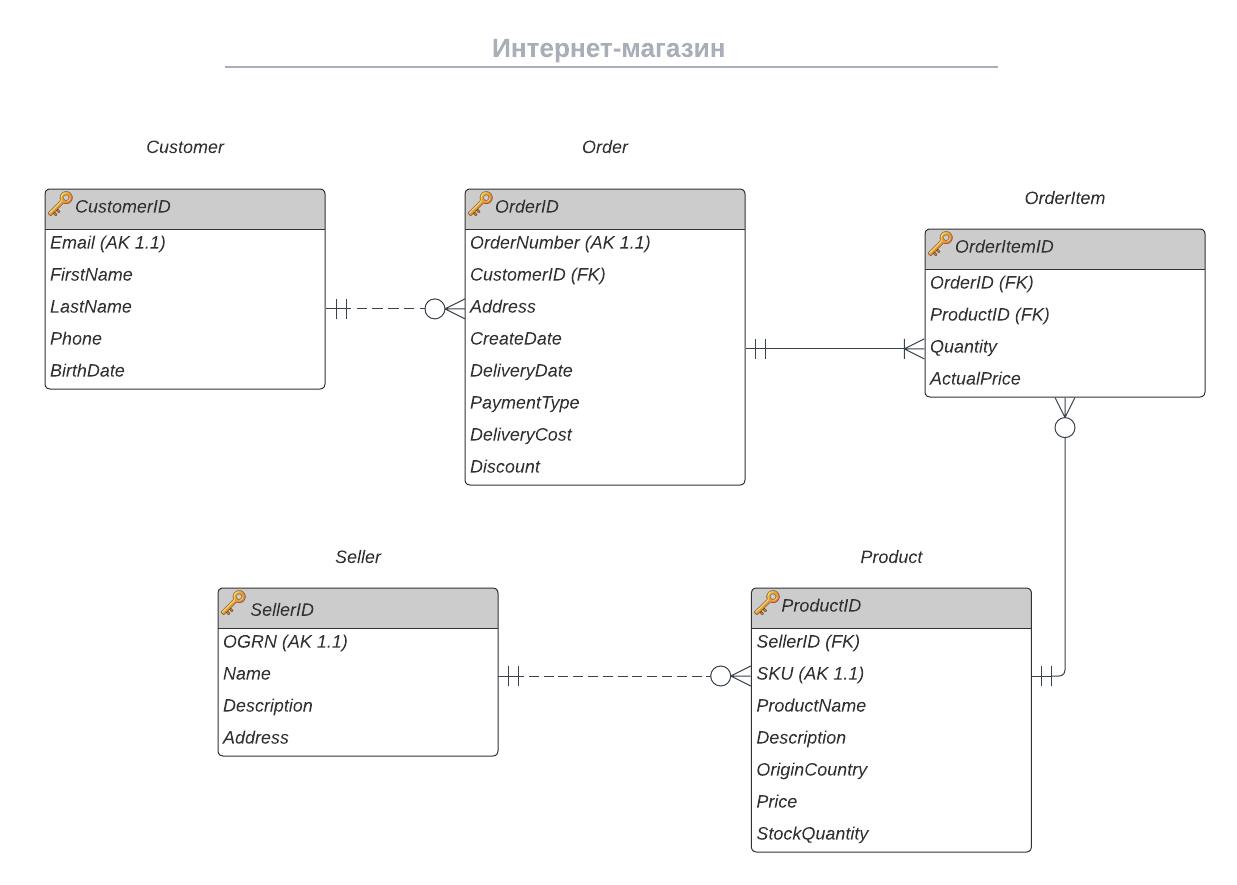 Интернет-магазин
Customer
CustomerID
Email (AK 1.1)
FirstName
LastName
Phone
BirthDate
Order
OrderID
OrderNumber (AK 1.1)
CustomerID (FK)
Address
CreateDate
DeliveryDate
PaymentType
DeliveryCost
Discount
OrderItem
OrderItemID
OrderID (FK)
ProductID (FK)
Quantity
ActualPrice
Seller
SellerID
OGRN (AK 1.1)
Name
Description
Address
Product
ProductID
SellerID (FK)
SKU (AK 1.1)
ProductName
Description
OriginCountry
Price
StockQuantity